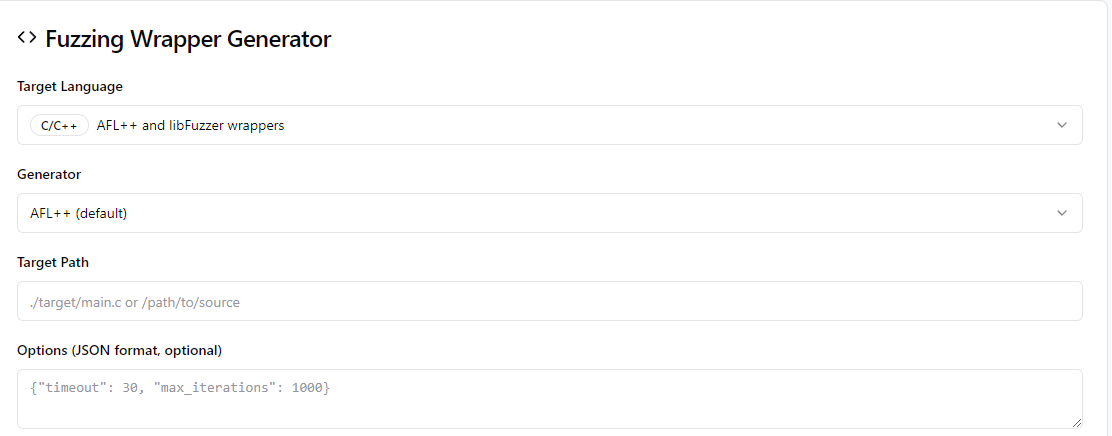 Fuzzing Wrapper Generator
Target Language
C/C++ AFL++ and libFuzzer wrappers
Generator
AFL++ (default)
Target Path
./target/main.c or /path/to/source
Options (JSON format, optional)
{"timeout": 30, "max_iterations": 1000}